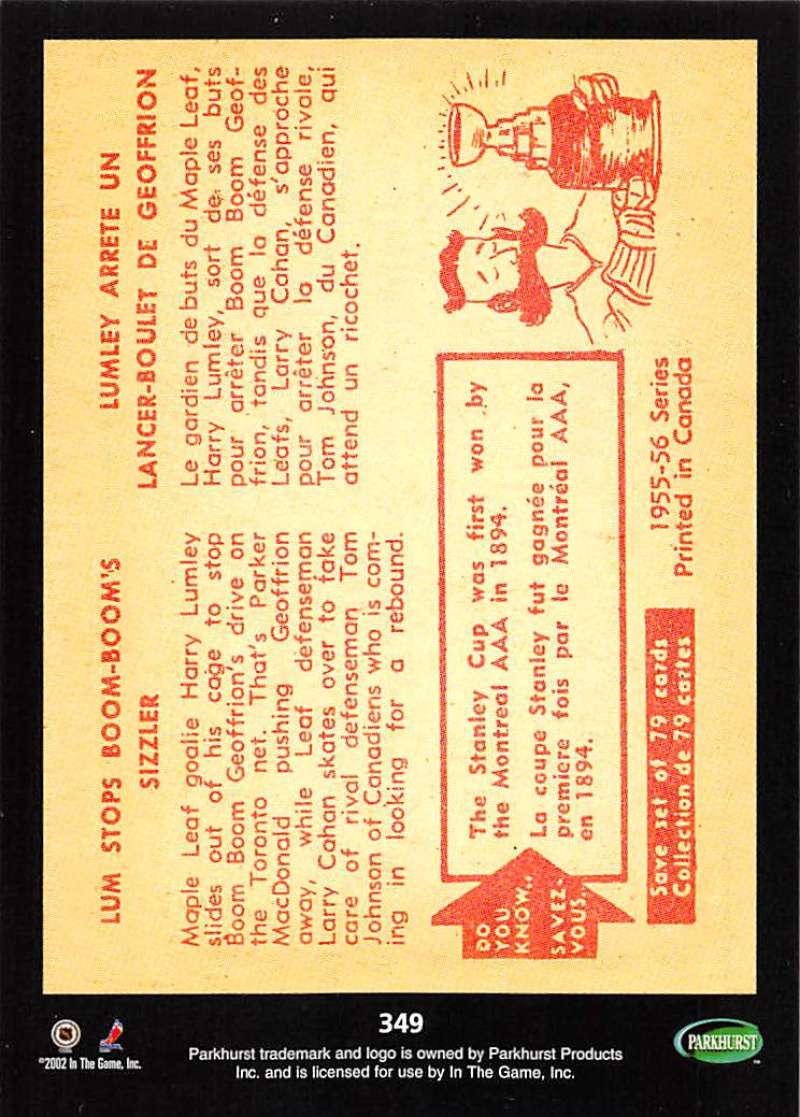 LUM STOPS BOOM-BOOM'S
SIZZLER
Maple Leaf goalie Harry Lumley
slides out of his cage to stop
Boom Boom Geoffrion's drive on
the Toronto net. That's Parker
MacDonald pushing Geoffrion
away, while Leaf defenseman
Larry Cahan skates over to take
care of rival defenseman Tom
Johnson of Canadiens who is com-
ing in looking for a rebound.
LUMLEY ARRETE UN
LANCER-BOULET DE GEOFFRION
Le gardien de buts du Maple Leaf,
Harry Lumley, sort de ses buts
pour arrêter Boom Boom Geof-
frion, tandis que la défense des
Leafs, Larry Cahan, s'approche
pour arrêter la défense rivale,
Tom Johnson, du Canadien, qui
attend un ricochet.
DO
YOU
KNOW..
SAVEZ-
VOUS..
The Stanley Cup was first won by
the Montreal AAA in 1894.
La coupe Stanley fut gagnée pour la
premiere fois par le Montréal AAA,
en 1894.
Save set of 79 cards
Collection de 79 cartes
1955-56 Series
Printed in Canada
©2002 In The Game, Inc.
349
Parkhurst trademark and logo is owned by Parkhurst Products
Inc. and is licensed for use by In The Game, Inc.
PARKHURST